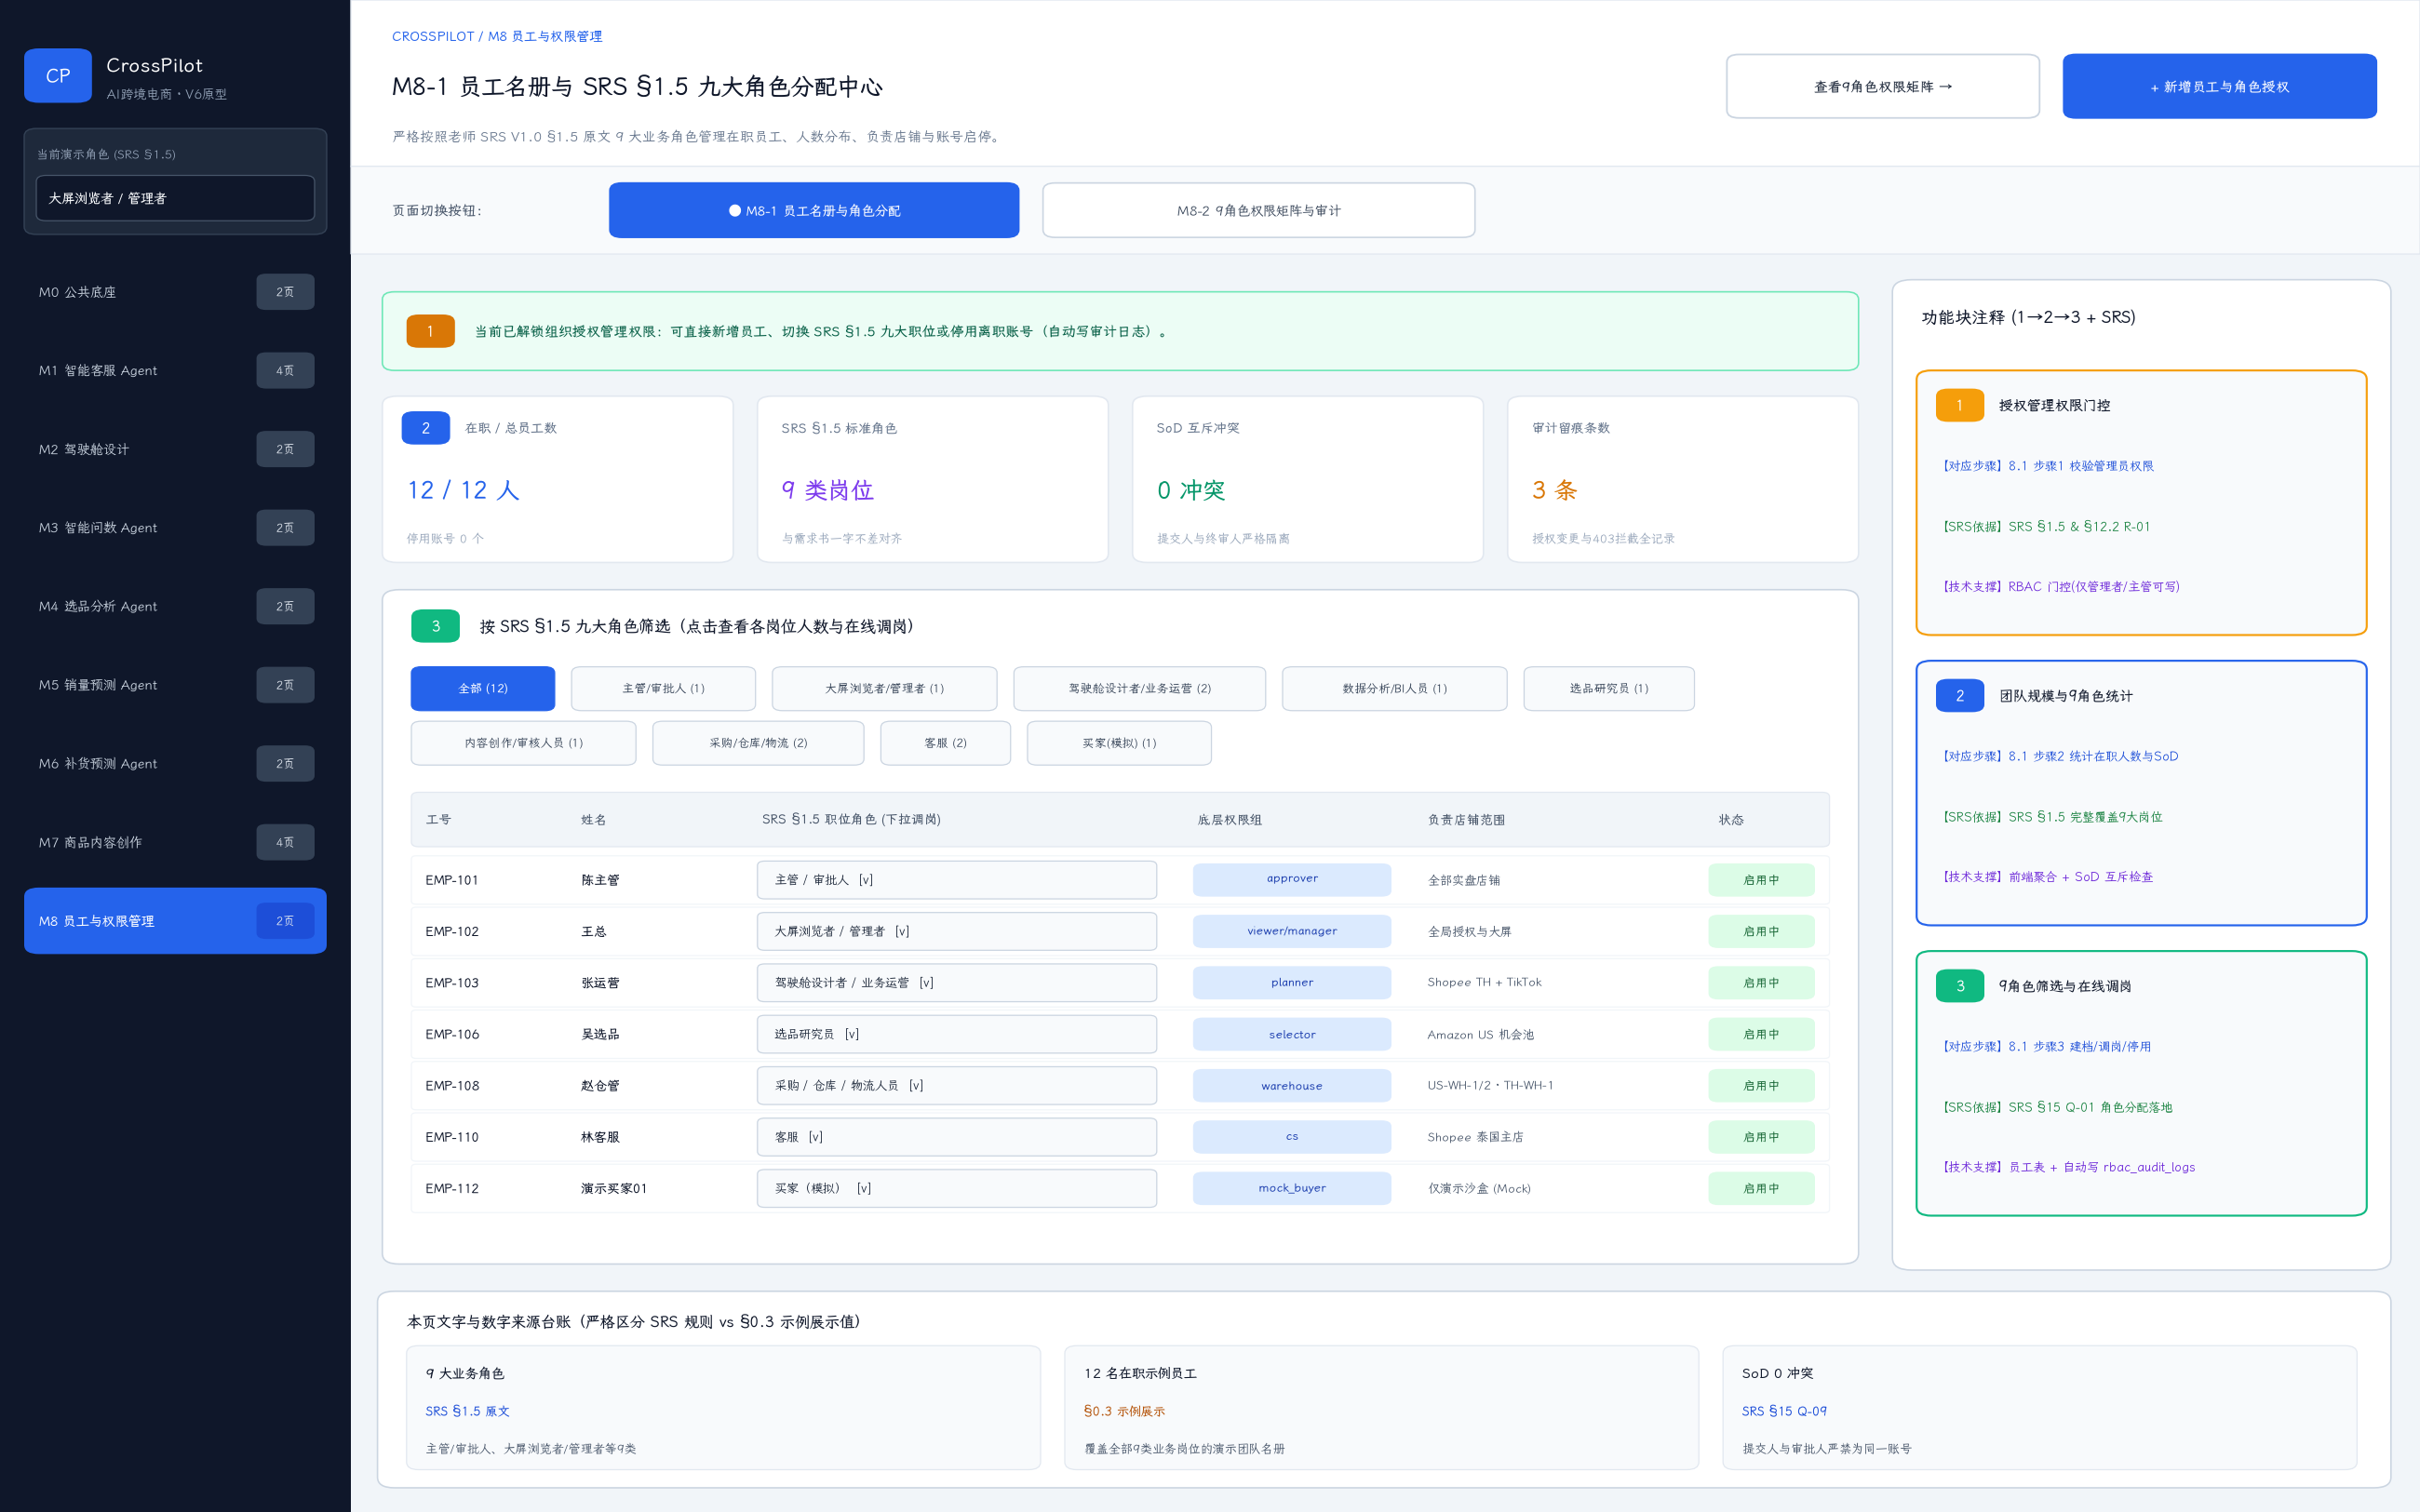 CP
CrossPilot
AI跨境电商·V6原型
当前演示角色 (SRS §1.5)
大屏浏览者 / 管理者
M0 公共底座
2页
M1 智能客服 Agent
4页
M2 驾驶舱设计
2页
M3 智能问数 Agent
2页
M4 选品分析 Agent
2页
M5 销量预测 Agent
2页
M6 补货预测 Agent
2页
M7 商品内容创作
4页
M8 员工与权限管理
2页
CROSSPILOT / M8 员工与权限管理
M8-1 员工名册与 SRS §1.5 九大角色分配中心
严格按照老师 SRS V1.0 §1.5 原文 9 大业务角色管理在职员工、人数分布、负责店铺与账号启停。
查看9角色权限矩阵 →
+ 新增员工与角色授权
页面切换按钮：
● M8-1 员工名册与角色分配
M8-2 9角色权限矩阵与审计
1
当前已解锁组织授权管理权限：可直接新增员工、切换 SRS §1.5 九大职位或停用离职账号（自动写审计日志）。
2
在职 / 总员工数
12 / 12 人
停用账号 0 个
SRS §1.5 标准角色
9 类岗位
与需求书一字不差对齐
SoD 互斥冲突
0 冲突
提交人与终审人严格隔离
审计留痕条数
3 条
授权变更与403拦截全记录
3
按 SRS §1.5 九大角色筛选（点击查看各岗位人数与在线调岗）
全部 (12)
主管/审批人 (1)
大屏浏览者/管理者 (1)
驾驶舱设计者/业务运营 (2)
数据分析/BI人员 (1)
选品研究员 (1)
内容创作/审核人员 (1)
采购/仓库/物流 (2)
客服 (2)
买家(模拟) (1)
工号 姓名 SRS §1.5 职位角色 (下拉调岗) 底层权限组 负责店铺范围 状态
EMP-101 陈主管 主管 / 审批人 [v] approver 全部实盘店铺 启用中
EMP-102 王总 大屏浏览者 / 管理者 [v] viewer/manager 全局授权与大屏 启用中
EMP-103 张运营 驾驶舱设计者 / 业务运营 [v] planner Shopee TH + TikTok 启用中
EMP-106 吴选品 选品研究员 [v] selector Amazon US 机会池 启用中
EMP-108 赵仓管 采购 / 仓库 / 物流人员 [v] warehouse US-WH-1/2·TH-WH-1 启用中
EMP-110 林客服 客服 [v] cs Shopee 泰国主店 启用中
EMP-112 演示买家01 买家（模拟） [v] mock_buyer 仅演示沙盒 (Mock) 启用中
功能块注释 (1→2→3 + SRS)
1
授权管理权限门控
【对应步骤】8.1 步骤1 校验管理员权限
【SRS依据】SRS §1.5 & §12.2 R-01
【技术支撑】RBAC 门控(仅管理者/主管可写)
2
团队规模与9角色统计
【对应步骤】8.1 步骤2 统计在职人数与SoD
【SRS依据】SRS §1.5 完整覆盖9大岗位
【技术支撑】前端聚合 + SoD 互斥检查
3
9角色筛选与在线调岗
【对应步骤】8.1 步骤3 建档/调岗/停用
【SRS依据】SRS §15 Q-01 角色分配落地
【技术支撑】员工表 + 自动写 rbac_audit_logs
本页文字与数字来源台账（严格区分 SRS 规则 vs §0.3 示例展示值）
9 大业务角色
SRS §1.5 原文
主管/审批人、大屏浏览者/管理者等9类
12 名在职示例员工
§0.3 示例展示
覆盖全部9类业务岗位的演示团队名册
SoD 0 冲突
SRS §15 Q-09
提交人与审批人严禁为同一账号